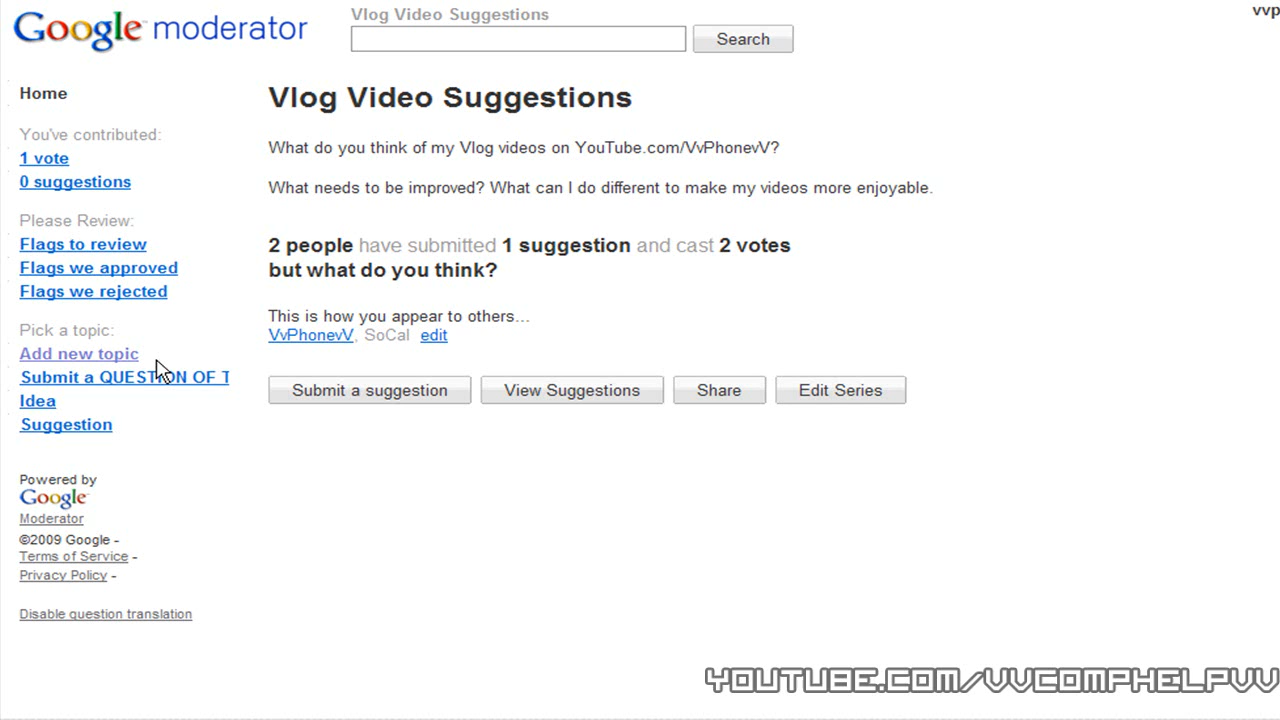 Google moderator
Vlog Video Suggestions
Search
vvp
Home
You've contributed:
1 vote
0 suggestions
Please Review:
Flags to review
Flags we approved
Flags we rejected
Pick a topic:
Add new topic
Submit a QUESTION OF T
Idea
Suggestion
Powered by
Google
Moderator
©2009 Google -
Terms of Service -
Privacy Policy -
Disable question translation
Vlog Video Suggestions
What do you think of my Vlog videos on YouTube.com/VvPhonevV?
What needs to be improved? What can I do different to make my videos more enjoyable.
2 people have submitted 1 suggestion and cast 2 votes
but what do you think?
This is how you appear to others...
VvPhonevV, SoCal edit
Submit a suggestion
View Suggestions
Share
Edit Series
YOUTUBE.COM/VVCOMPHELPVV